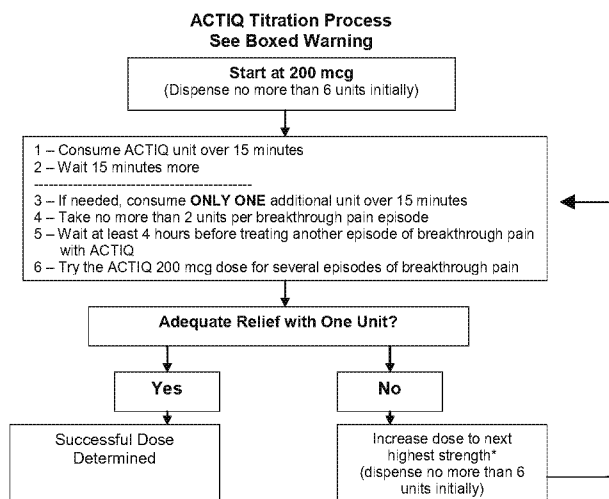 ACTIQ Titration Process
See Boxed Warning
Start at 200 mcg
(Dispense no more than 6 units initially)
1 – Consume ACTIQ unit over 15 minutes
2 – Wait 15 minutes more
--------------------------------------------
3 – If needed, consume ONLY ONE additional unit over 15 minutes
4 – Take no more than 2 units per breakthrough pain episode
5 – Wait at least 4 hours before treating another episode of breakthrough pain
with ACTIQ
6 – Try the ACTIQ 200 mcg dose for several episodes of breakthrough pain
Adequate Relief with One Unit?
Yes
No
Successful Dose
Determined
Increase dose to next
highest strength*
(dispense no more than 6
units initially)